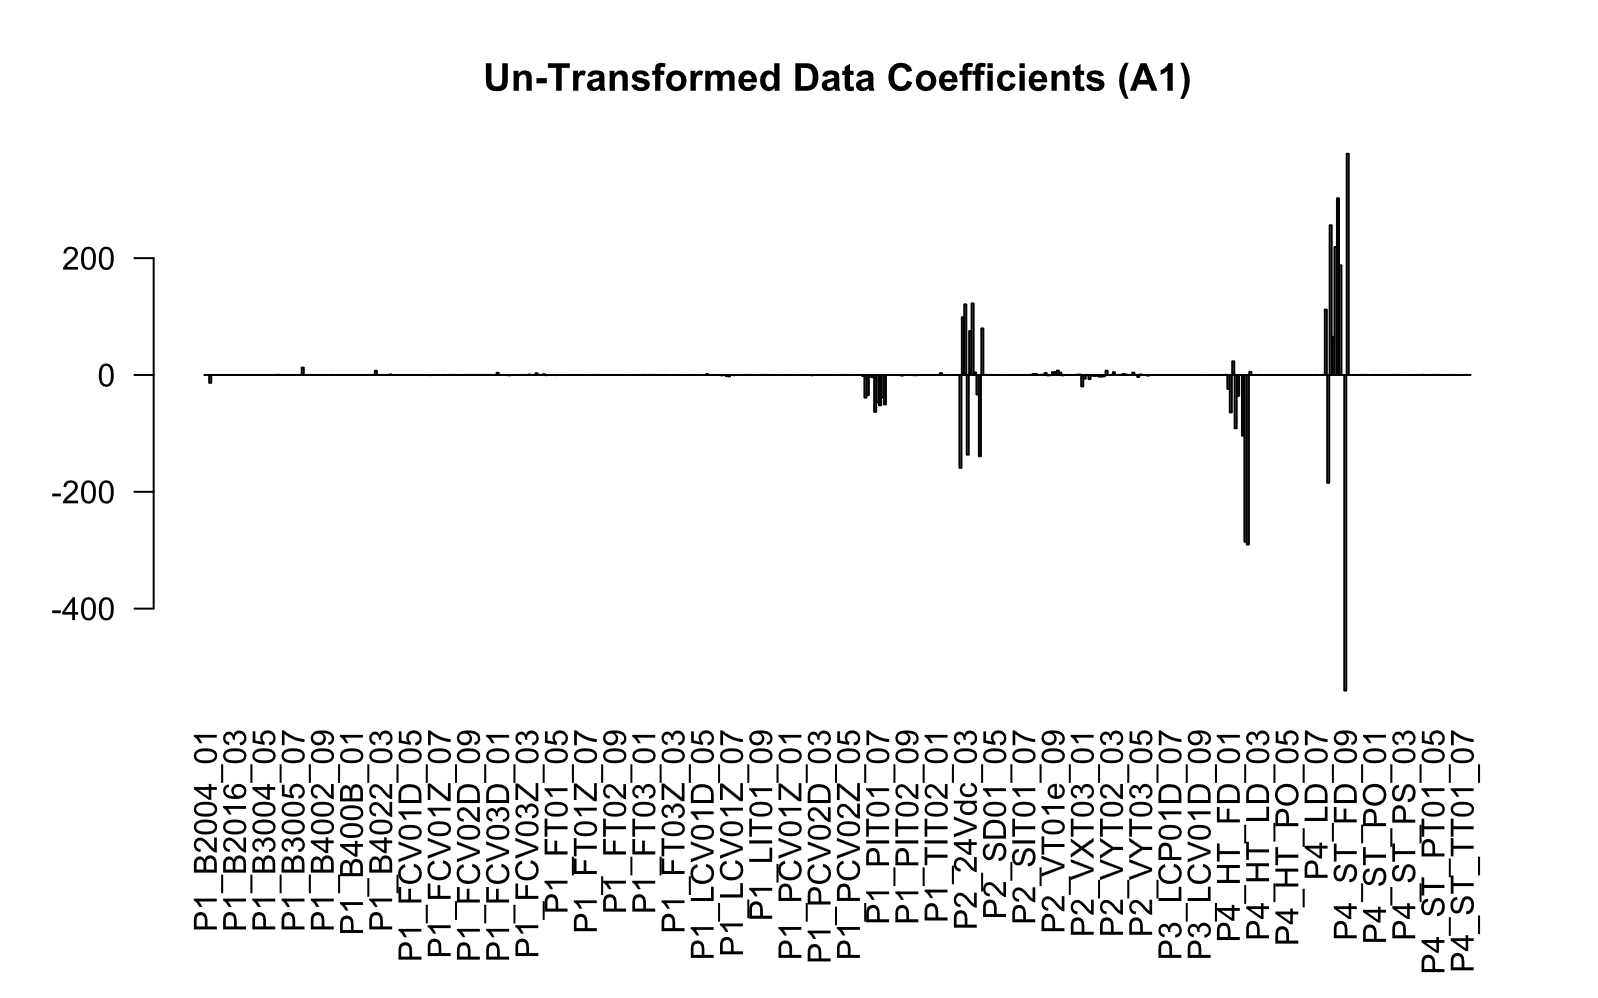 Un-Transformed Data Coefficients (A1)
200
0
-200
-400
P1_B2004_01
P1_B2016_03
P1_B3004_05
P1_B3005_07
P1_B4002_09
P1_B400B_01
P1_B4022_03
P1_FCV01D_05
P1_FCV01Z_07
P1_FCV02D_09
P1_FCV03D_01
P1_FCV03Z_03
P1_FT01_05
P1_FT01Z_07
P1_FT02_09
P1_FT03_01
P1_FT03Z_03
P1_LCV01D_05
P1_LCV01Z_07
P1_LIT01_09
P1_PCV01Z_01
P1_PCV02D_03
P1_PCV02Z_05
P1_PIT01_07
P1_PIT02_09
P1_TIT02_01
P2_24Vdc_03
P2_SD01_05
P2_SIT01_07
P2_VT01e_09
P2_VXT03_01
P2_VYT02_03
P2_VYT03_05
P3_LCP01D_07
P3_LCV01D_09
P4_HT_FD_01
P4_HT_LD_03
P4_HT_PO_05
P4_LD_07
P4_ST_FD_09
P4_ST_PO_01
P4_ST_PS_03
P4_ST_PT01_05
P4_ST_TT01_07